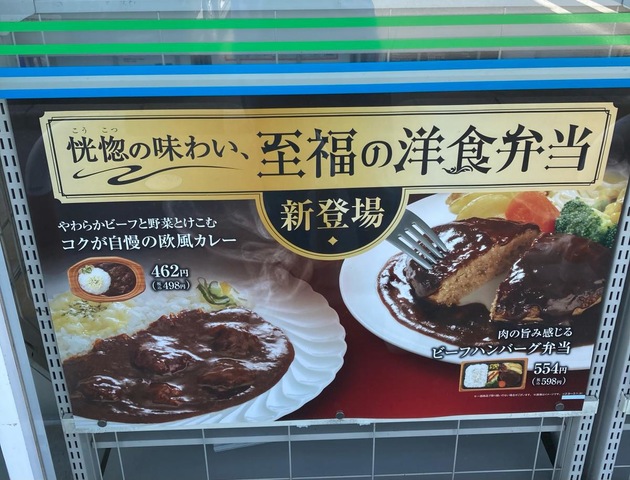 こうこつ
恍惚の味わい、至福の洋食弁当
新登場
やわらかビーフと野菜とけこむ
コクが自慢の欧風カレー
462円
(税込498円)
肉の旨み感じる
ビーフハンバーグ弁当
554円
(税込598円)